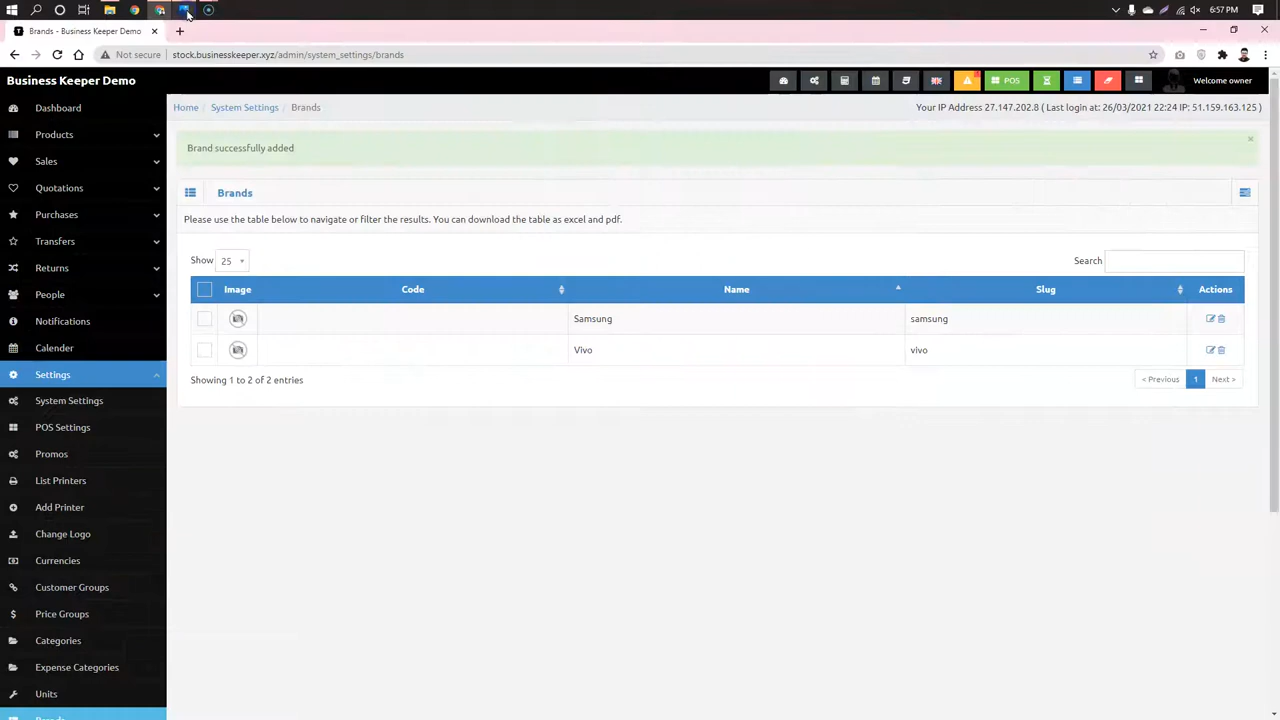 6:57 PM
Brands - Business Keeper Demo
Not secure stock.businesskeeper.xyz/admin/system_settings/brands
Business Keeper Demo
POS
Welcome owner
Home / System Settings / Brands
Your IP Address 27.147.202.8 ( Last login at: 26/03/2021 22:24 IP: 51.159.163.125 )
Dashboard
Products
Sales
Quotations
Purchases
Transfers
Returns
People
Notifications
Calender
Settings
System Settings
POS Settings
Promos
List Printers
Add Printer
Change Logo
Currencies
Customer Groups
Price Groups
Categories
Expense Categories
Units
Brands
Brand successfully added
×
Brands
Please use the table below to navigate or filter the results. You can download the table as excel and pdf.
Show 25
Search
Image Code Name Slug Actions
Samsung samsung
Vivo vivo
Showing 1 to 2 of 2 entries
< Previous 1 Next >